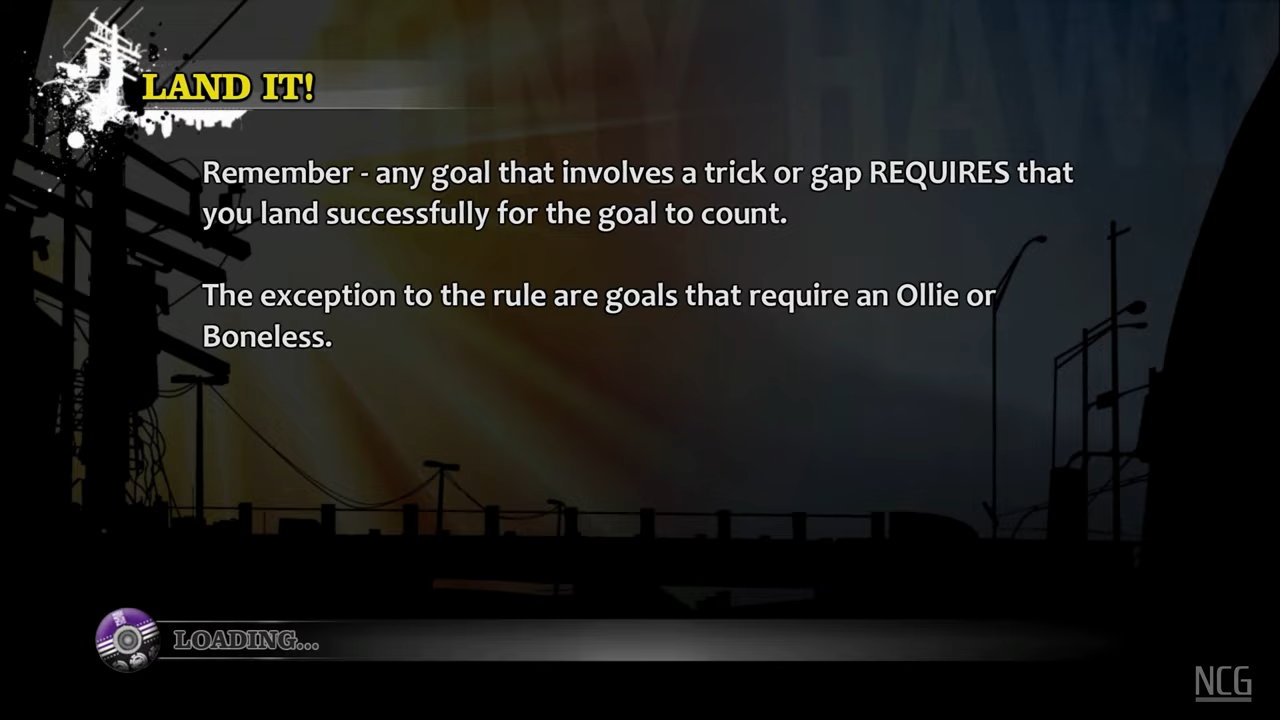 LAND IT!
Remember - any goal that involves a trick or gap REQUIRES that
you land successfully for the goal to count.
The exception to the rule are goals that require an Ollie or
Boneless.
LOADING...
NCG